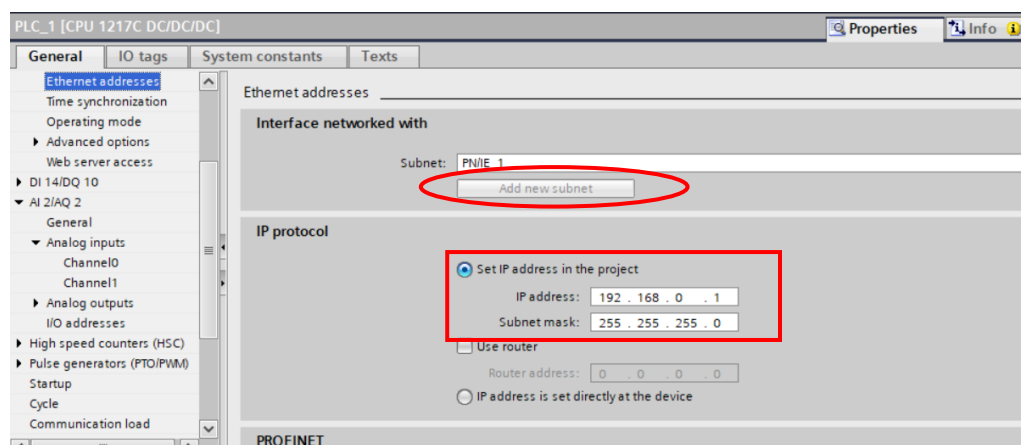 PLC_1 [CPU 1217C DC/DC/DC]
Properties
Info
General
IO tags
System constants
Texts
Ethernet addresses
Time synchronization
Operating mode
Advanced options
Web server access
DI 14/DQ 10
AI 2/AQ 2
General
Analog inputs
Channel0
Channel1
Analog outputs
I/O addresses
High speed counters (HSC)
Pulse generators (PTO/PWM)
Startup
Cycle
Communication load
Ethernet addresses
Interface networked with
Subnet: PN/IE_1
Add new subnet
IP protocol
Set IP address in the project
IP address: 192 . 168 . 0 . 1
Subnet mask: 255 . 255 . 255 . 0
Use router
Router address: 0 . 0 . 0 . 0
IP address is set directly at the device
PROFINET